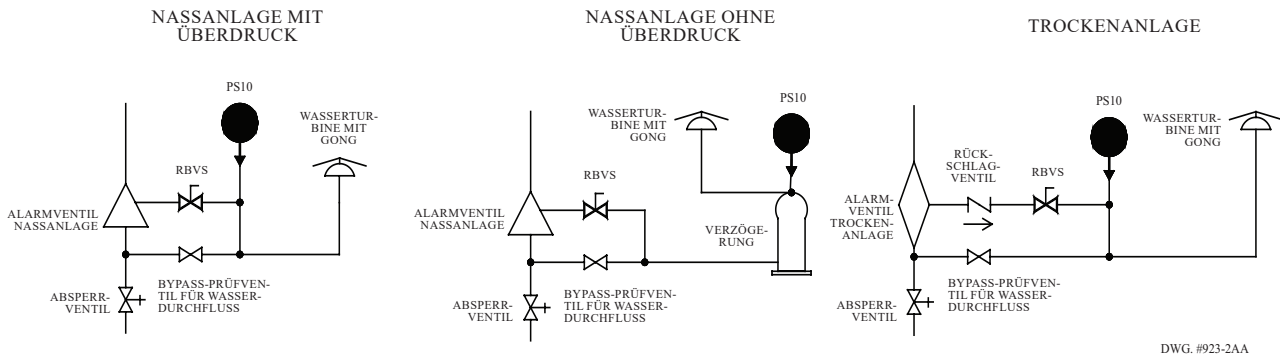 NASSANLAGE MIT
ÜBERDRUCK
PS10
WASSERTUR-
BINE MIT
GONG
RBVS
ALARMVENTIL
NASSANLAGE
ABSPERR-
VENTIL
BYPASS-PRÜFVEN-
TIL FÜR WASSER-
DURCHFLUSS
NASSANLAGE OHNE
ÜBERDRUCK
WASSERTUR-
BINE MIT
GONG
PS10
RBVS
ALARMVENTIL
NASSANLAGE
VERZÖGE-
RUNG
ABSPERR-
VENTIL
BYPASS-PRÜFVEN-
TIL FÜR WASSER-
DURCHFLUSS
TROCKENANLAGE
PS10
WASSERTUR-
BINE MIT
GONG
RÜCK-
SCHLAG-
VENTIL
RBVS
ALARM-
VENTIL
TROCKEN-
ANLAGE
ABSPERR-
VENTIL
BYPASS-PRÜFVEN-
TIL FÜR WASSER-
DURCHFLUSS
DWG. #923-2AA